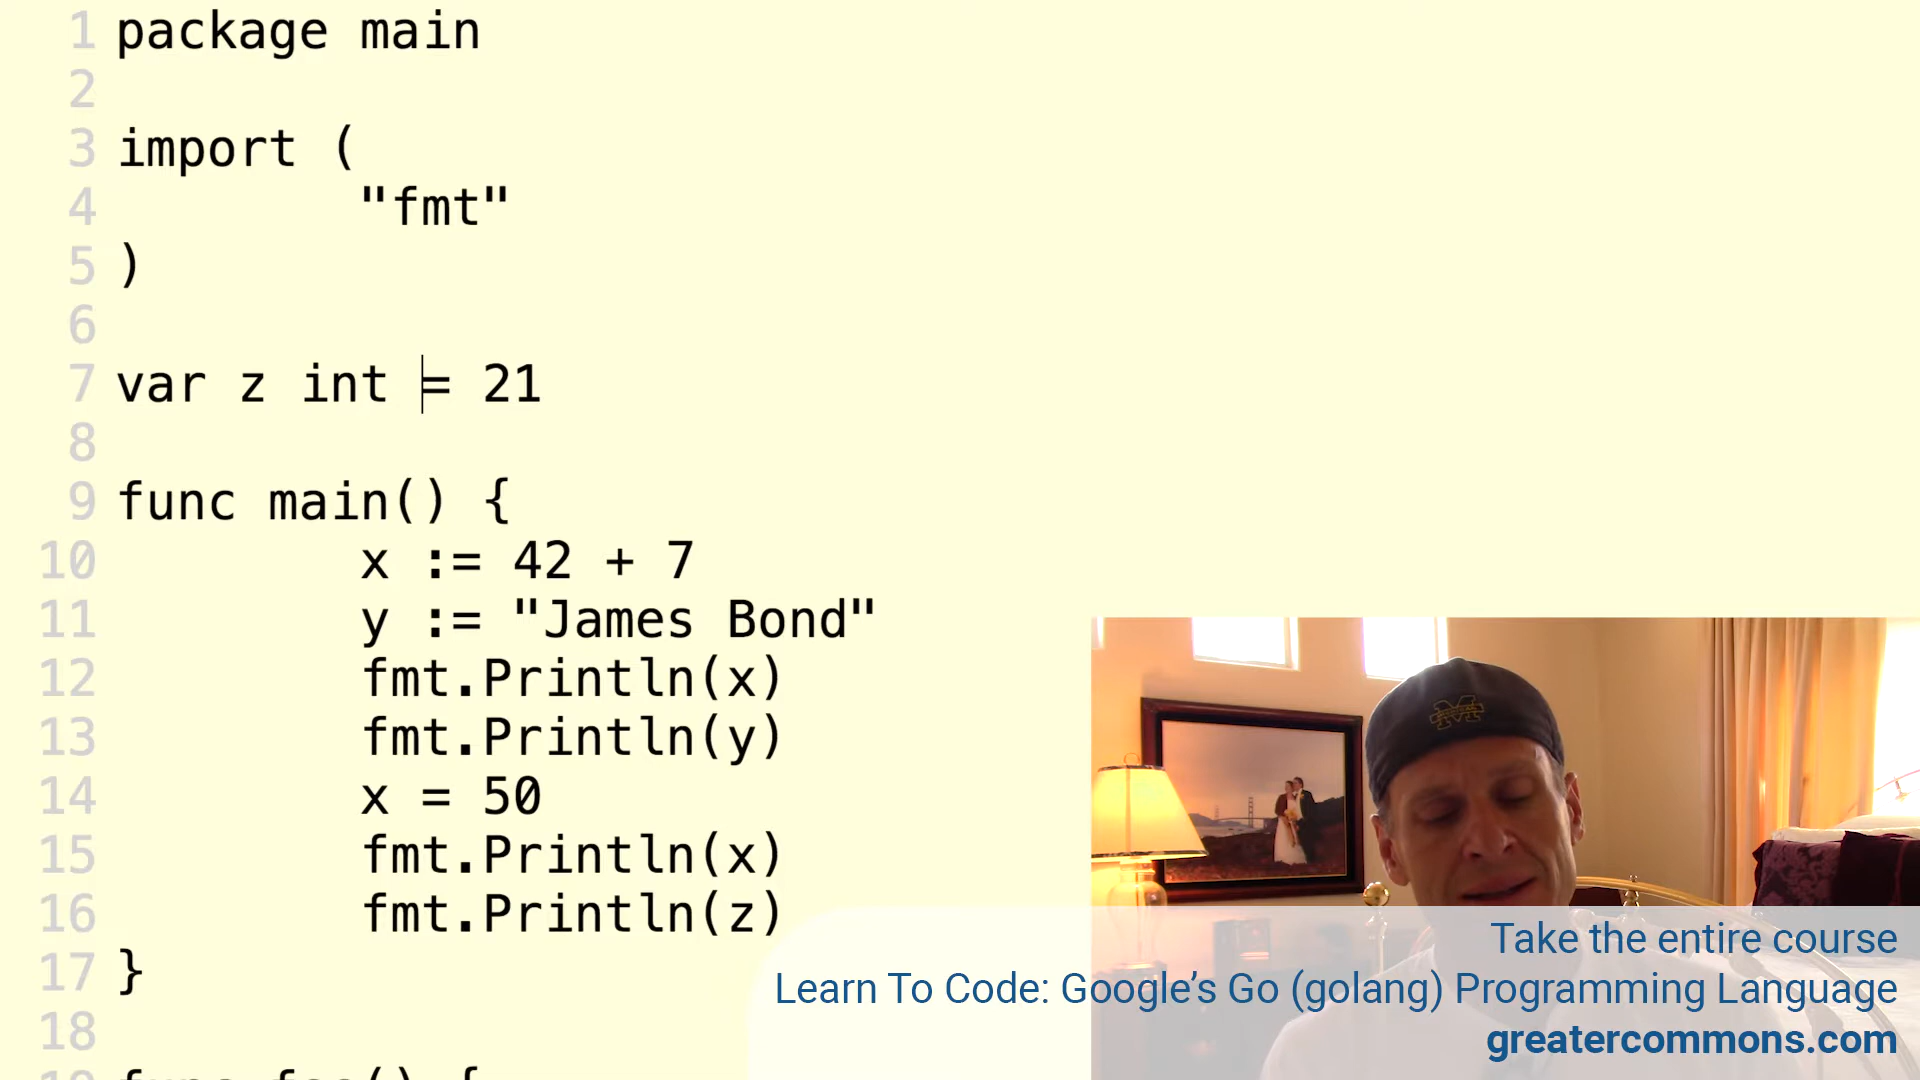 1 package main
2
3 import (
4 "fmt"
5 )
6
7 var z int = 21
8
9 func main() {
10 x := 42 + 7
11 y := "James Bond"
12 fmt.Println(x)
13 fmt.Println(y)
14 x = 50
15 fmt.Println(x)
16 fmt.Println(z)
17 }
18
Take the entire course
Learn To Code: Google’s Go (golang) Programming Language
greatercommons.com